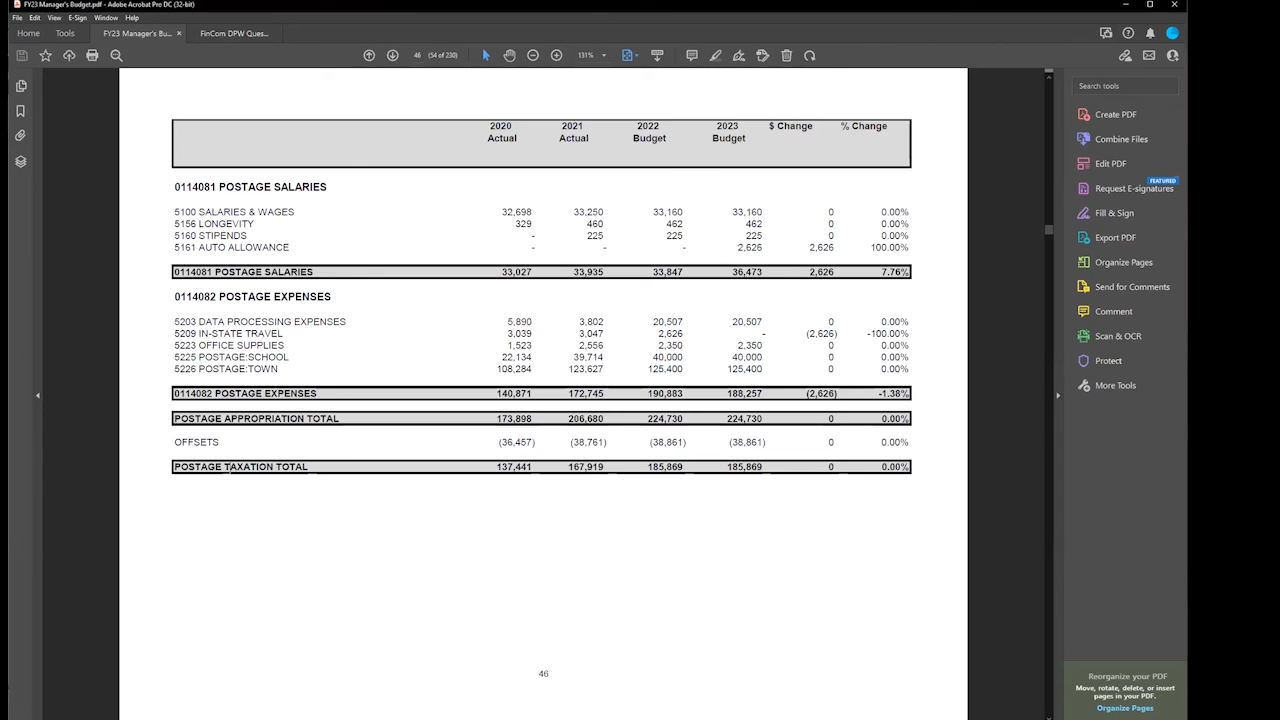 FY23 Manager's Budget.pdf - Adobe Acrobat Pro DC (32-bit)
File Edit View E-Sign Window Help
Home Tools FY23 Manager's Bu... × FinCom DPW Ques...
46 (54 of 230) 131%
Search tools
Create PDF
Combine Files
Edit PDF
FEATURED
Request E-signatures
Fill & Sign
Export PDF
Organize Pages
Send for Comments
Comment
Scan & OCR
Protect
More Tools
Reorganize your PDF
Move, rotate, delete, or insert
pages in your PDF.
Organize Pages
2020 2021 2022 2023 $ Change % Change
Actual Actual Budget Budget
0114081 POSTAGE SALARIES
5100 SALARIES & WAGES 32,698 33,250 33,160 33,160 0 0.00%
5156 LONGEVITY 329 460 462 462 0 0.00%
5160 STIPENDS - 225 225 225 0 0.00%
5161 AUTO ALLOWANCE - - - 2,626 2,626 100.00%
0114081 POSTAGE SALARIES 33,027 33,935 33,847 36,473 2,626 7.76%
0114082 POSTAGE EXPENSES
5203 DATA PROCESSING EXPENSES 5,890 3,802 20,507 20,507 0 0.00%
5209 IN-STATE TRAVEL 3,039 3,047 2,626 - (2,626) -100.00%
5223 OFFICE SUPPLIES 1,523 2,556 2,350 2,350 0 0.00%
5225 POSTAGE:SCHOOL 22,134 39,714 40,000 40,000 0 0.00%
5226 POSTAGE:TOWN 108,284 123,627 125,400 125,400 0 0.00%
0114082 POSTAGE EXPENSES 140,871 172,745 190,883 188,257 (2,626) -1.38%
POSTAGE APPROPRIATION TOTAL 173,898 206,680 224,730 224,730 0 0.00%
OFFSETS (36,457) (38,761) (38,861) (38,861) 0 0.00%
POSTAGE TAXATION TOTAL 137,441 167,919 185,869 185,869 0 0.00%
46